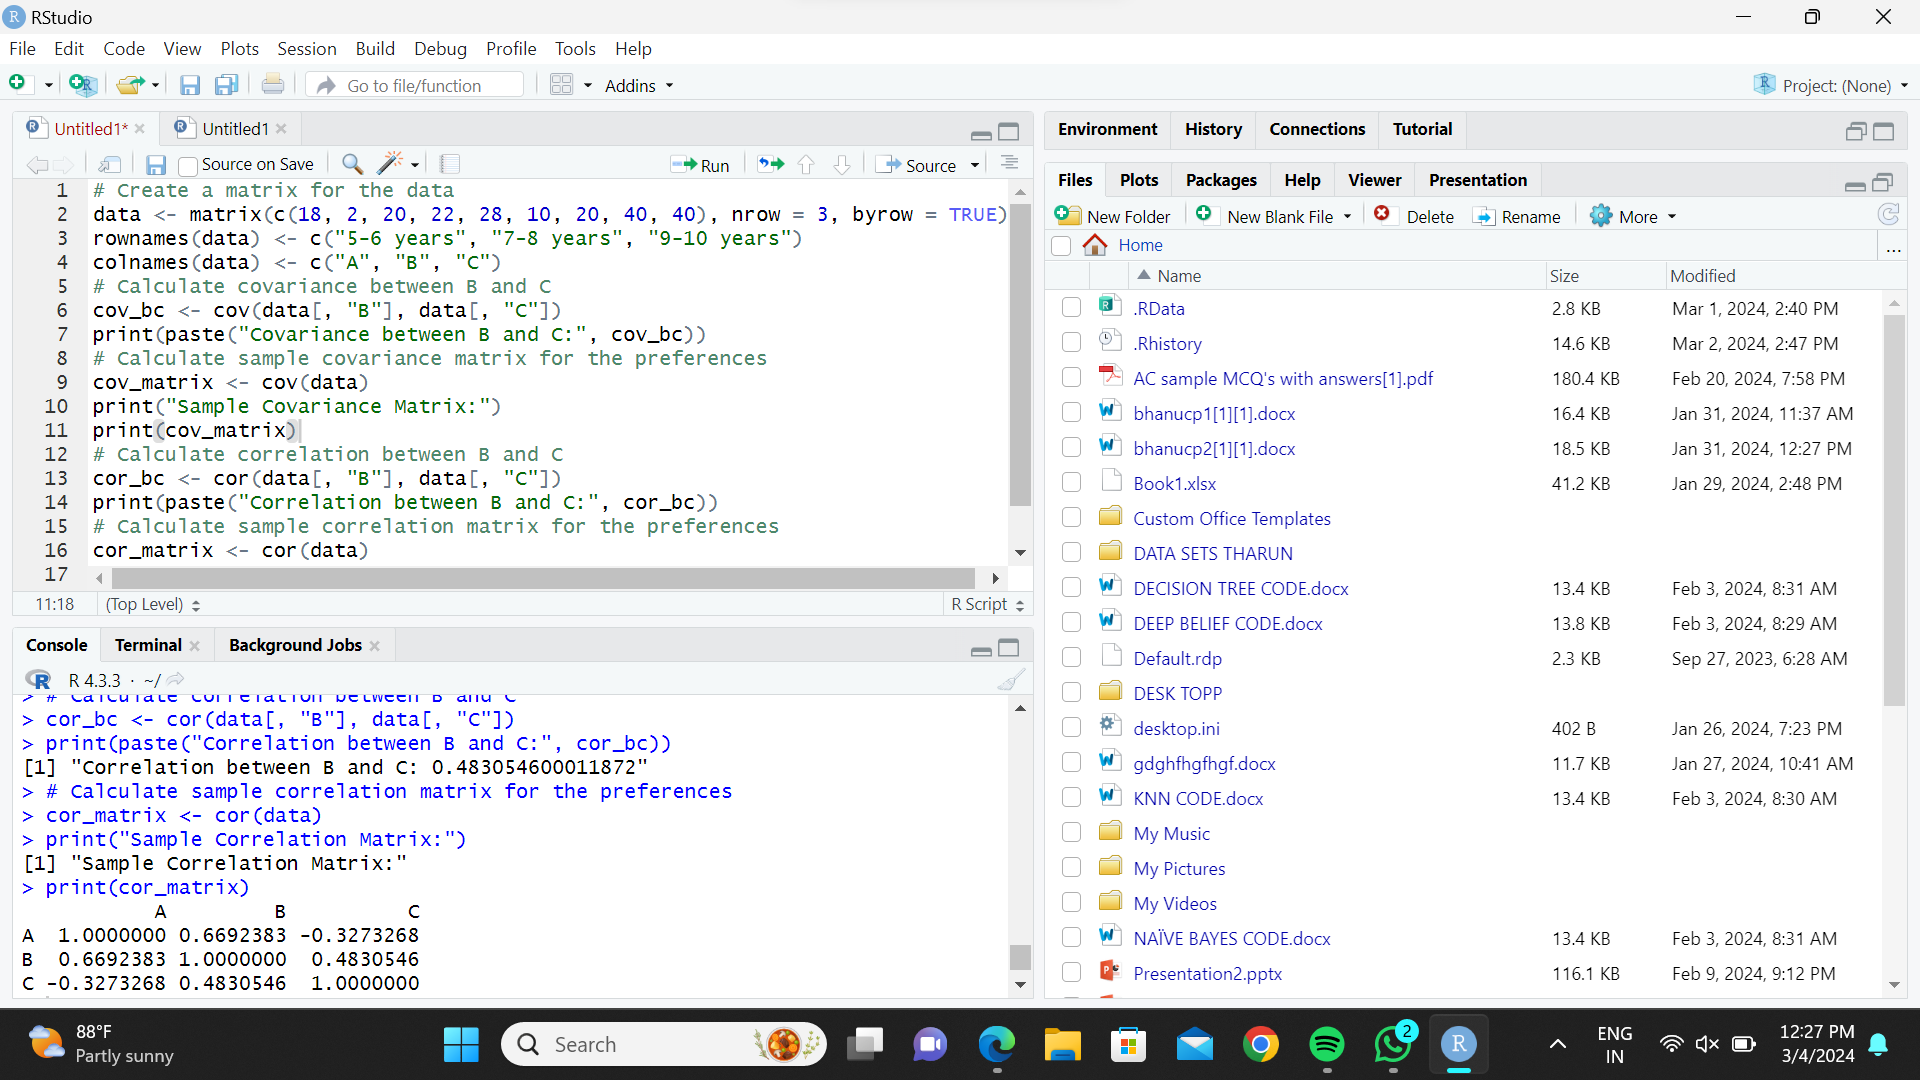 RStudio
File Edit Code View Plots Session Build Debug Profile Tools Help
Go to file/function Addins Project: (None)
Untitled1* Untitled1
Source on Save Run Source
1 # Create a matrix for the data
2 data <- matrix(c(18, 2, 20, 22, 28, 10, 20, 40, 40), nrow = 3, byrow = TRUE)
3 rownames(data) <- c("5-6 years", "7-8 years", "9-10 years")
4 colnames(data) <- c("A", "B", "C")
5 # Calculate covariance between B and C
6 cov_bc <- cov(data[, "B"], data[, "C"])
7 print(paste("Covariance between B and C:", cov_bc))
8 # Calculate sample covariance matrix for the preferences
9 cov_matrix <- cov(data)
10 print("Sample Covariance Matrix:")
11 print(cov_matrix)
12 # Calculate correlation between B and C
13 cor_bc <- cor(data[, "B"], data[, "C"])
14 print(paste("Correlation between B and C:", cor_bc))
15 # Calculate sample correlation matrix for the preferences
16 cor_matrix <- cor(data)
17
11:18 (Top Level) R Script
Console Terminal Background Jobs
R 4.3.3 · ~/
> # Calculate correlation between B and C
> cor_bc <- cor(data[, "B"], data[, "C"])
> print(paste("Correlation between B and C:", cor_bc))
[1] "Correlation between B and C: 0.483054600011872"
> # Calculate sample correlation matrix for the preferences
> cor_matrix <- cor(data)
> print("Sample Correlation Matrix:")
[1] "Sample Correlation Matrix:"
> print(cor_matrix)
A B C
A 1.0000000 0.6692383 -0.3273268
B 0.6692383 1.0000000 0.4830546
C -0.3273268 0.4830546 1.0000000
Environment History Connections Tutorial
Files Plots Packages Help Viewer Presentation
New Folder New Blank File Delete Rename More
Home ...
Name Size Modified
.RData 2.8 KB Mar 1, 2024, 2:40 PM
.Rhistory 14.6 KB Mar 2, 2024, 2:47 PM
AC sample MCQ's with answers[1].pdf 180.4 KB Feb 20, 2024, 7:58 PM
bhanucp1[1][1].docx 16.4 KB Jan 31, 2024, 11:37 AM
bhanucp2[1][1].docx 18.5 KB Jan 31, 2024, 12:27 PM
Book1.xlsx 41.2 KB Jan 29, 2024, 2:48 PM
Custom Office Templates
DATA SETS THARUN
DECISION TREE CODE.docx 13.4 KB Feb 3, 2024, 8:31 AM
DEEP BELIEF CODE.docx 13.8 KB Feb 3, 2024, 8:29 AM
Default.rdp 2.3 KB Sep 27, 2023, 6:28 AM
DESK TOPP
desktop.ini 402 B Jan 26, 2024, 7:23 PM
gdghfhgfhgf.docx 11.7 KB Jan 27, 2024, 10:41 AM
KNN CODE.docx 13.4 KB Feb 3, 2024, 8:30 AM
My Music
My Pictures
My Videos
NAÏVE BAYES CODE.docx 13.4 KB Feb 3, 2024, 8:31 AM
Presentation2.pptx 116.1 KB Feb 9, 2024, 9:12 PM
88°F
Partly sunny
Search
2
ENG
IN
12:27 PM
3/4/2024